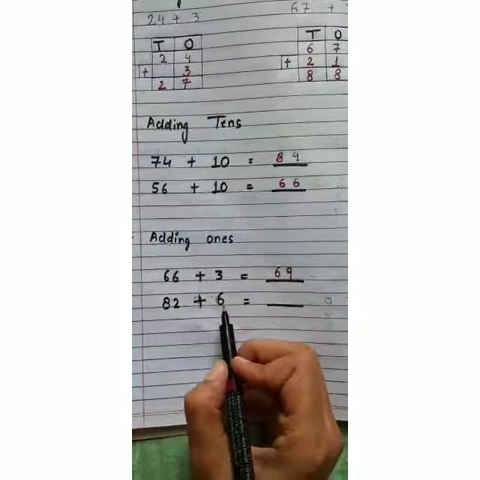 24 + 3
67 +
T O
2 4
+ 3
2 7
T O
6 7
+ 2 1
8 8
Adding Tens
74 + 10 = 84
56 + 10 = 66
Adding ones
66 + 3 = 69
82 + 6 = ___